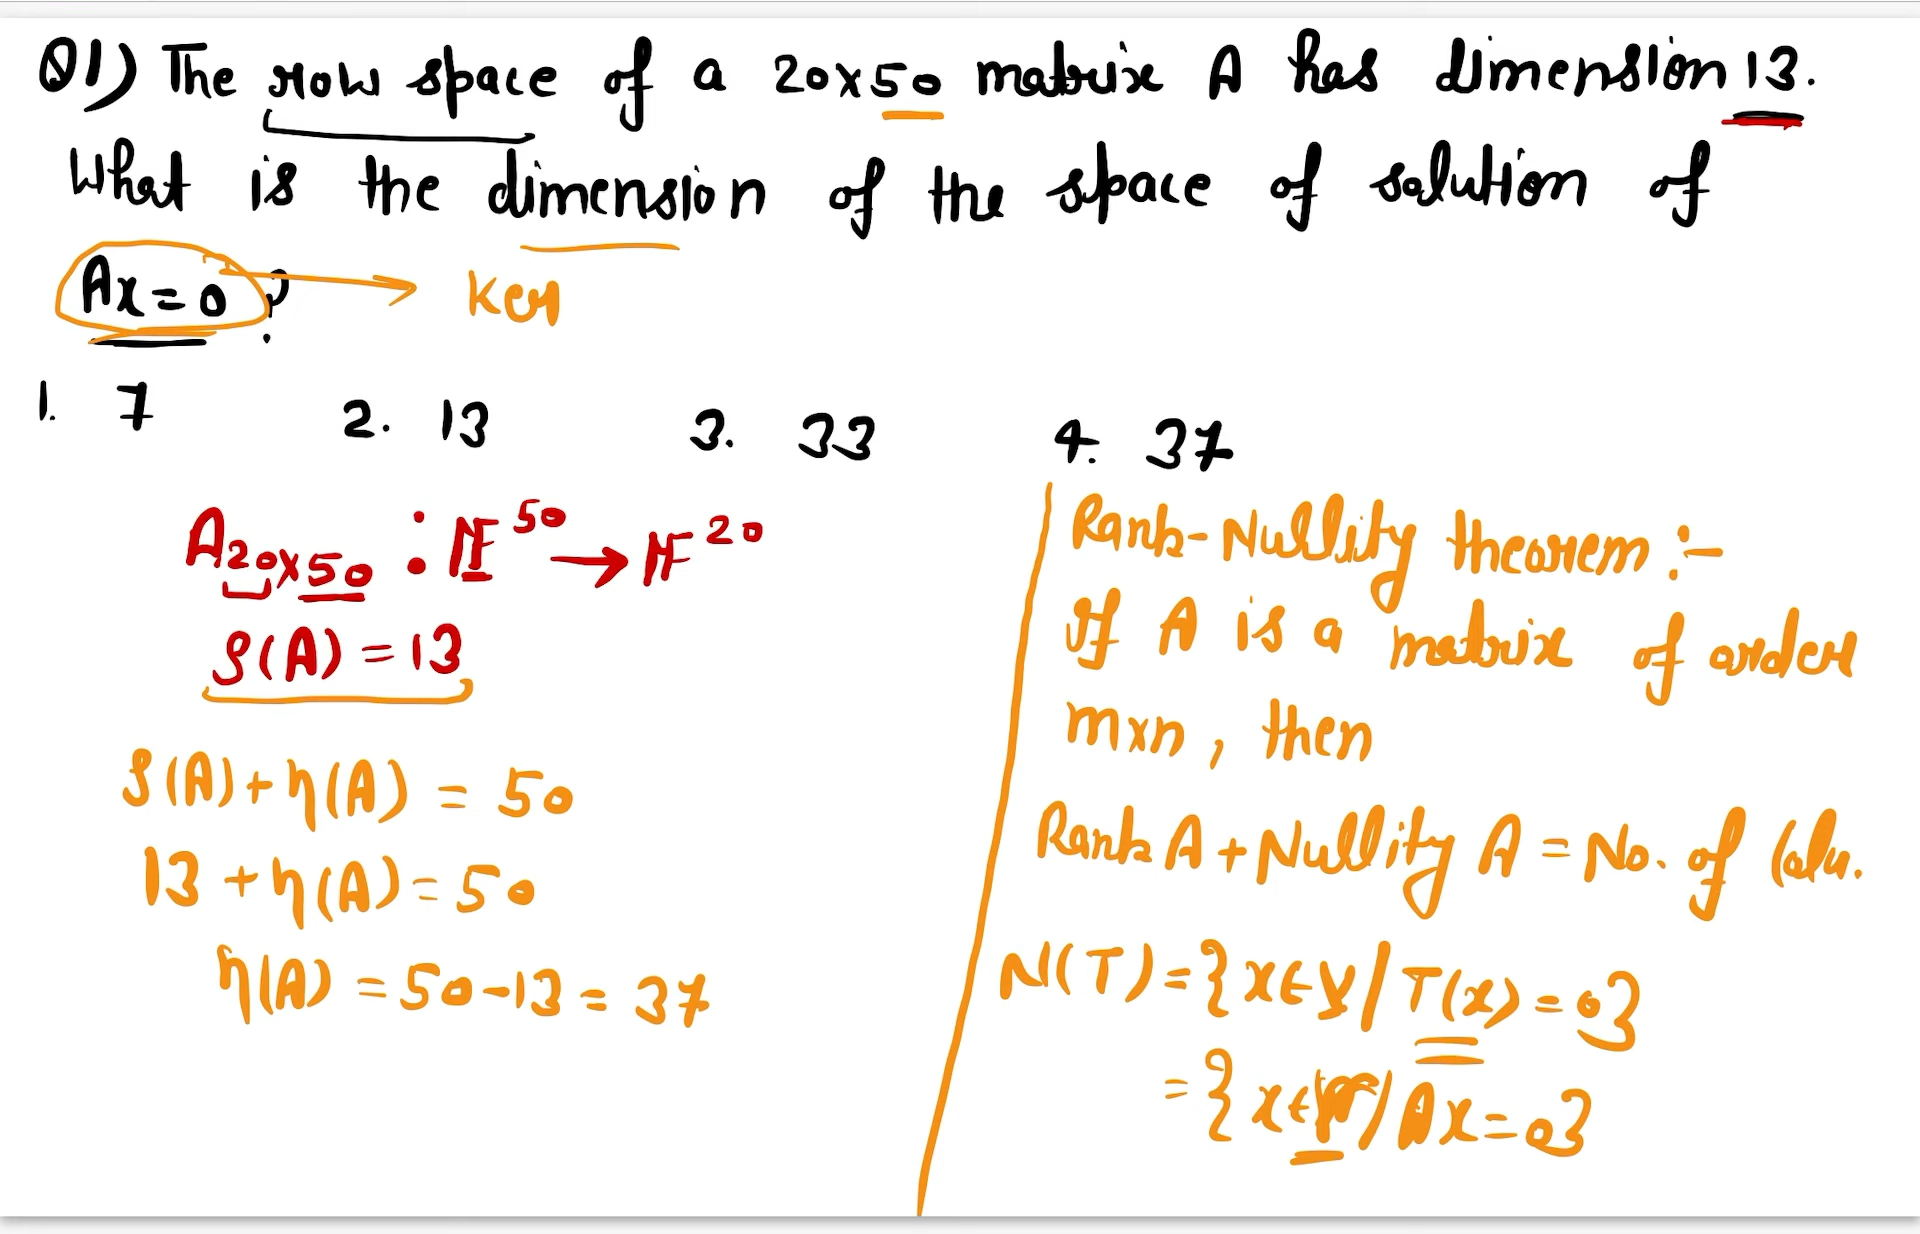 Q1) The row space of a 20x50 matrix A has dimension 13.
What is the dimension of the space of solution of
Ax=0 ? → Ker
1. 7 2. 13 3. 33 4. 37
A20x50 : F^50 → F^20
ρ(A) = 13
ρ(A) + η(A) = 50
13 + η(A) = 50
η(A) = 50-13 = 37
Rank-Nullity theorem :-
If A is a matrix of order
mxn, then
Rank A + Nullity A = No. of Colu.
N(T) = { x ∈ V / T(x) = 0 }
= { x ∈ / Ax = 0 }